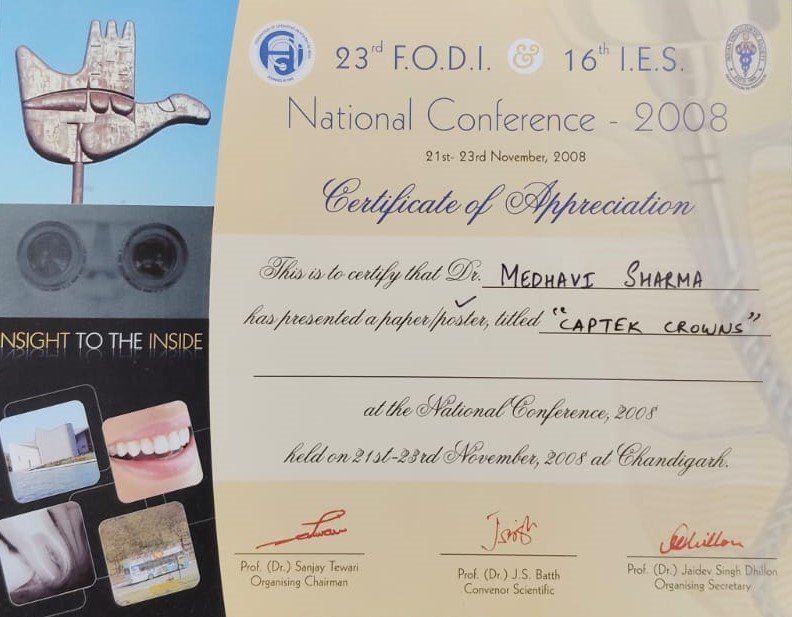 23rd F.O.D.I. & 16th I.E.S.
National Conference - 2008
21st- 23rd November, 2008
Certificate of Appreciation
This is to certify that Dr. MEDHAVI SHARMA
has presented a paper/poster, titled "CAPTEK CROWNS"
at the National Conference, 2008
held on 21st-23rd November, 2008 at Chandigarh.
NSIGHT TO THE INSIDE
Prof. (Dr.) Sanjay Tewari
Organising Chairman
Prof. (Dr.) J.S. Batth
Convenor Scientific
Prof. (Dr.) Jaidev Singh Dhillon
Organising Secretary